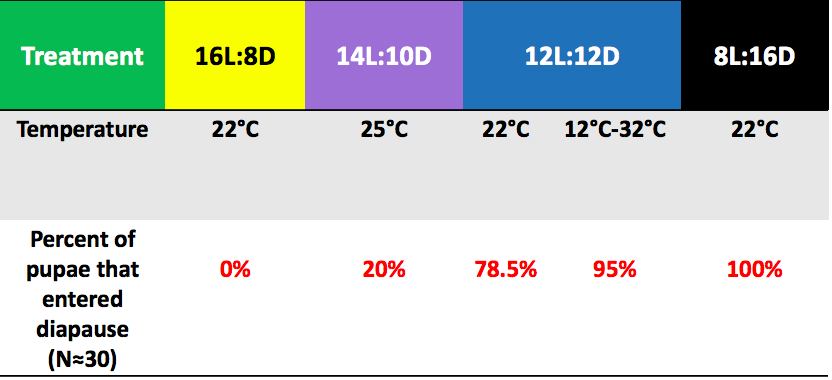 Treatment 16L:8D 14L:10D 12L:12D 8L:16D
Temperature 22°C 25°C 22°C 12°C-32°C 22°C
Percent of
pupae that 0% 20% 78.5% 95% 100%
entered
diapause
(N≈30)